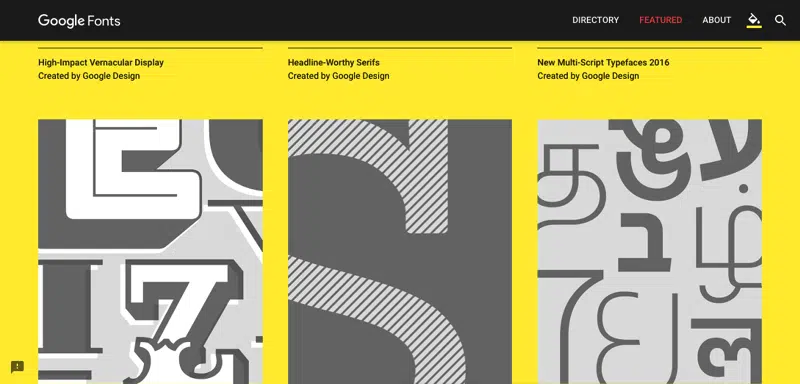 Google Fonts
DIRECTORY
FEATURED
ABOUT
High-Impact Vernacular Display
Created by Google Design
Headline-Worthy Serifs
Created by Google Design
New Multi-Script Typefaces 2016
Created by Google Design
E
7
S